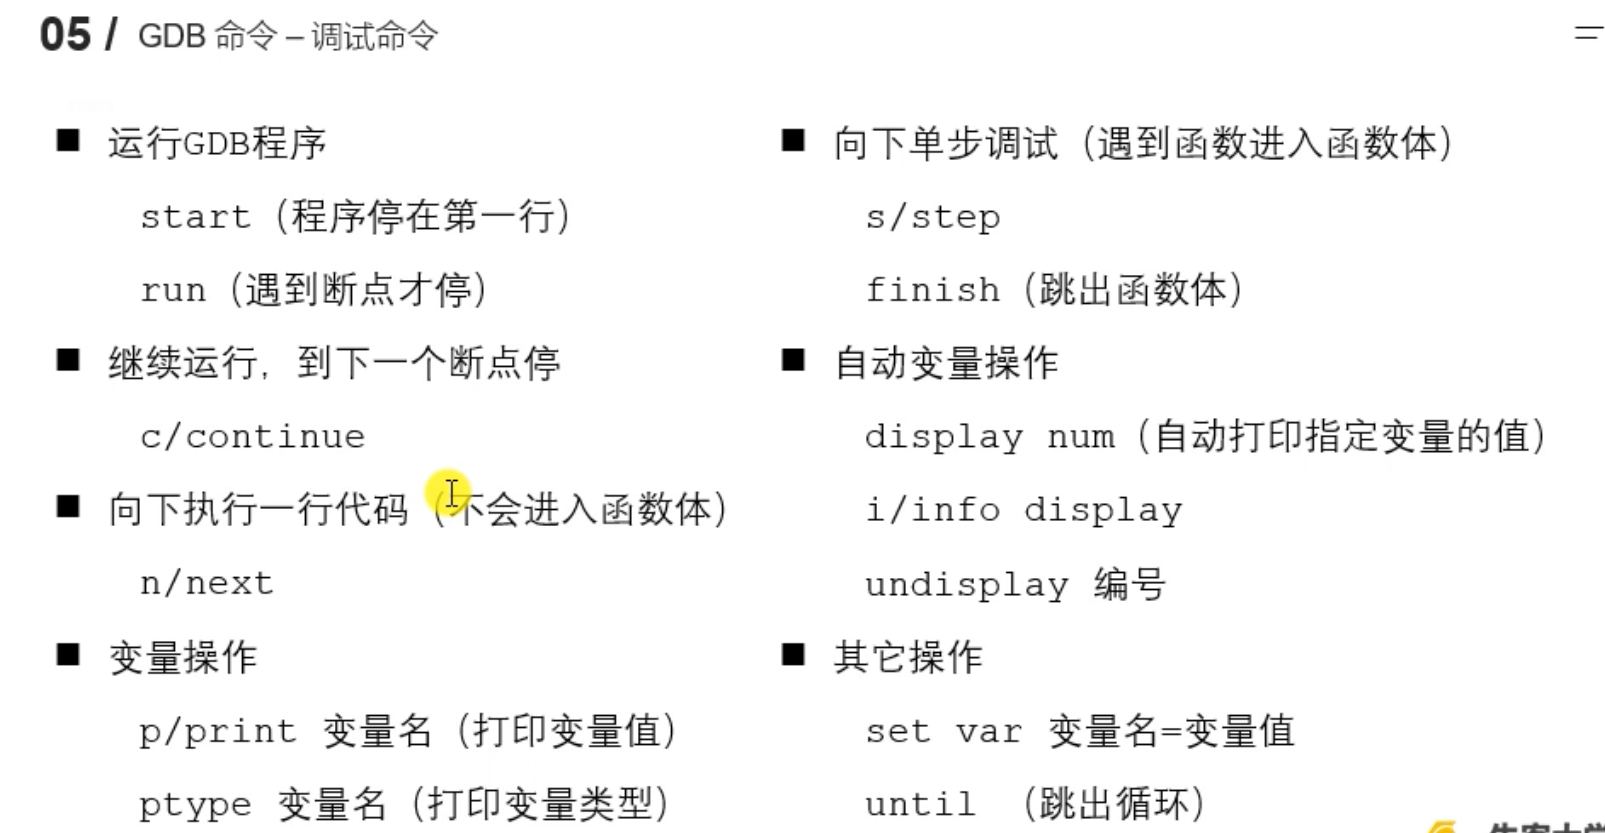 05 / GDB 命令 – 调试命令
■ 运行GDB程序
start（程序停在第一行）
run（遇到断点才停）
■ 继续运行，到下一个断点停
c/continue
■ 向下执行一行代码（不会进入函数体）
n/next
■ 变量操作
p/print 变量名（打印变量值）
ptype 变量名（打印变量类型）
■ 向下单步调试（遇到函数进入函数体）
s/step
finish（跳出函数体）
■ 自动变量操作
display num（自动打印指定变量的值）
i/info display
undisplay 编号
■ 其它操作
set var 变量名=变量值
until （跳出循环）